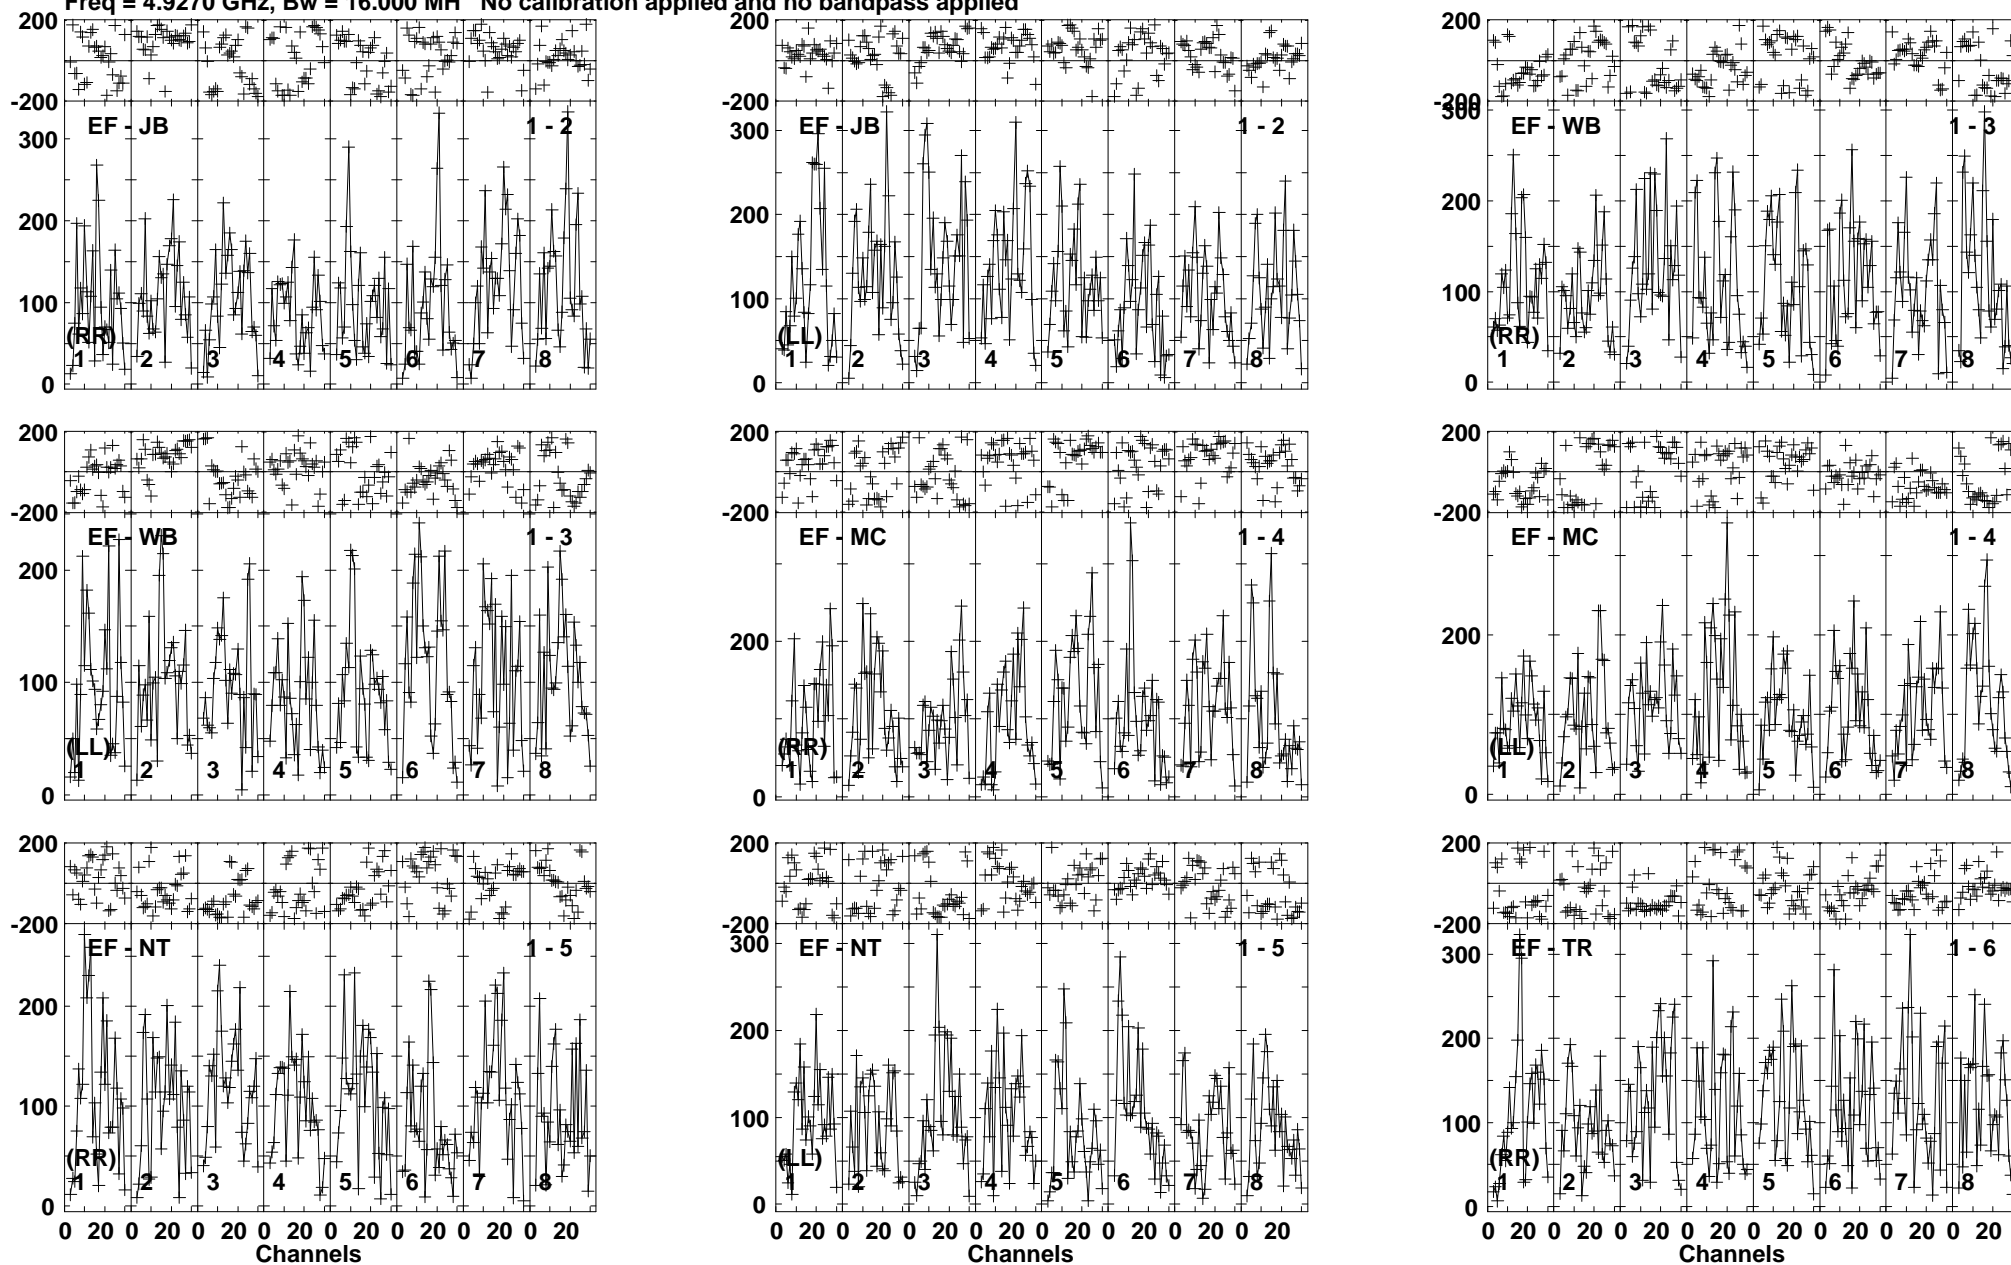 Freq = 4.9270 GHz, Bw = 16.000 MH No calibration applied and no bandpass applied
200 200 200
-200 -200 -200
EF - JB 1 - 2 EF - JB 1 - 2 EF - WB 1 - 3
300 300 300
200 200 200
100 100 100
(RR) (LL) (RR)
1 2 3 4 5 6 7 8 1 2 3 4 5 6 7 8 1 2 3 4 5 6 7 8
0 0 0
200 200 200
-200 -200 -200
EF - WB 1 - 3 EF - MC 1 - 4 EF - MC 1 - 4
200 200 200
100
(LL) (RR) (LL)
1 2 3 4 5 6 7 8 1 2 3 4 5 6 7 8 1 2 3 4 5 6 7 8
0 0 0
200 200 200
-200 -200 -200
EF - NT 1 - 5 EF - NT 1 - 5 EF - TR 1 - 6
300 300
200 200 200
100 100 100
(RR) (LL) (RR)
1 2 3 4 5 6 7 8 1 2 3 4 5 6 7 8 1 2 3 4 5 6 7 8
0 0 0
0 20 0 20 0 20 0 20 0 20 0 20 0 20 0 20 0 20 0 20 0 20 0 20 0 20 0 20 0 20 0 20 0 20 0 20 0 20 0 20 0 20 0 20 0 20 0 20
Channels Channels Channels